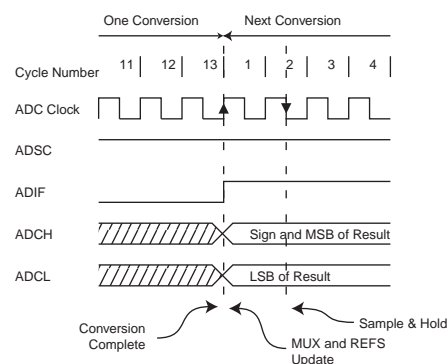 One Conversion
Next Conversion
Cycle Number
11
12
13
1
2
3
4
ADC Clock
ADSC
ADIF
ADCH
Sign and MSB of Result
ADCL
LSB of Result
Conversion
Complete
MUX and REFS
Update
Sample & Hold